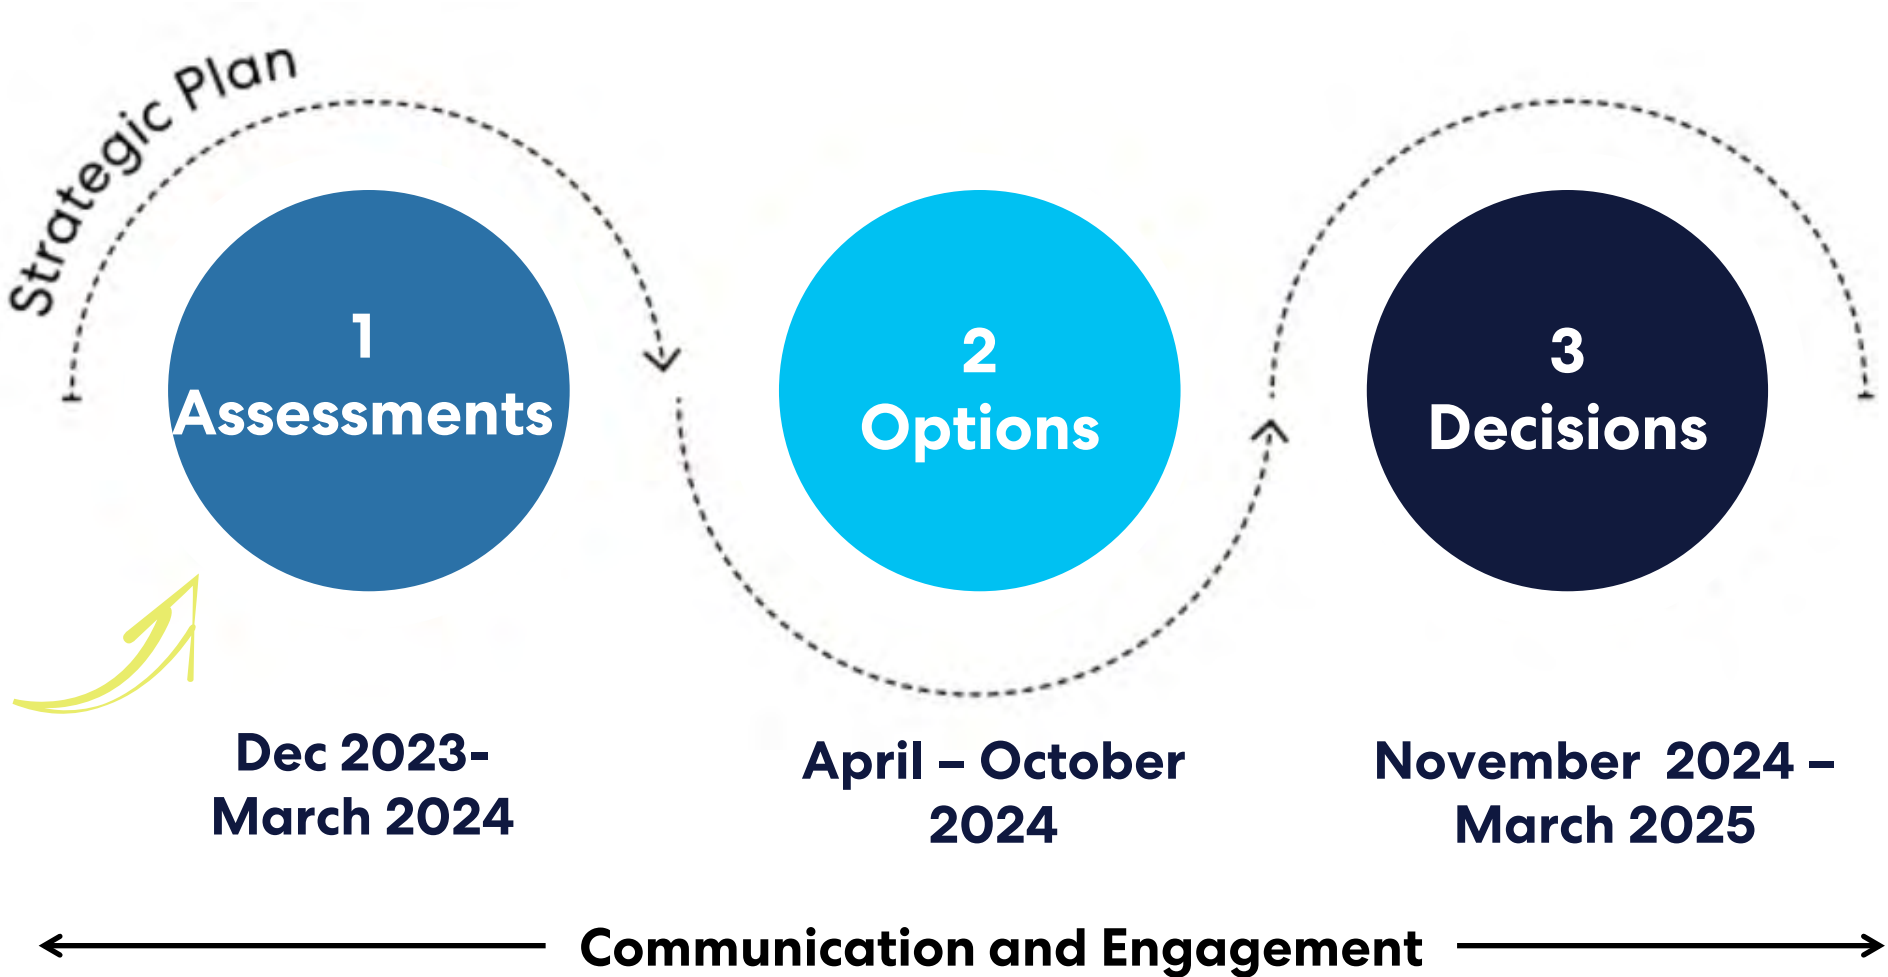 Strategic Plan
1
Assessments
2
Options
3
Decisions
Dec 2023-
March 2024
April – October
2024
November 2024 –
March 2025
Communication and Engagement